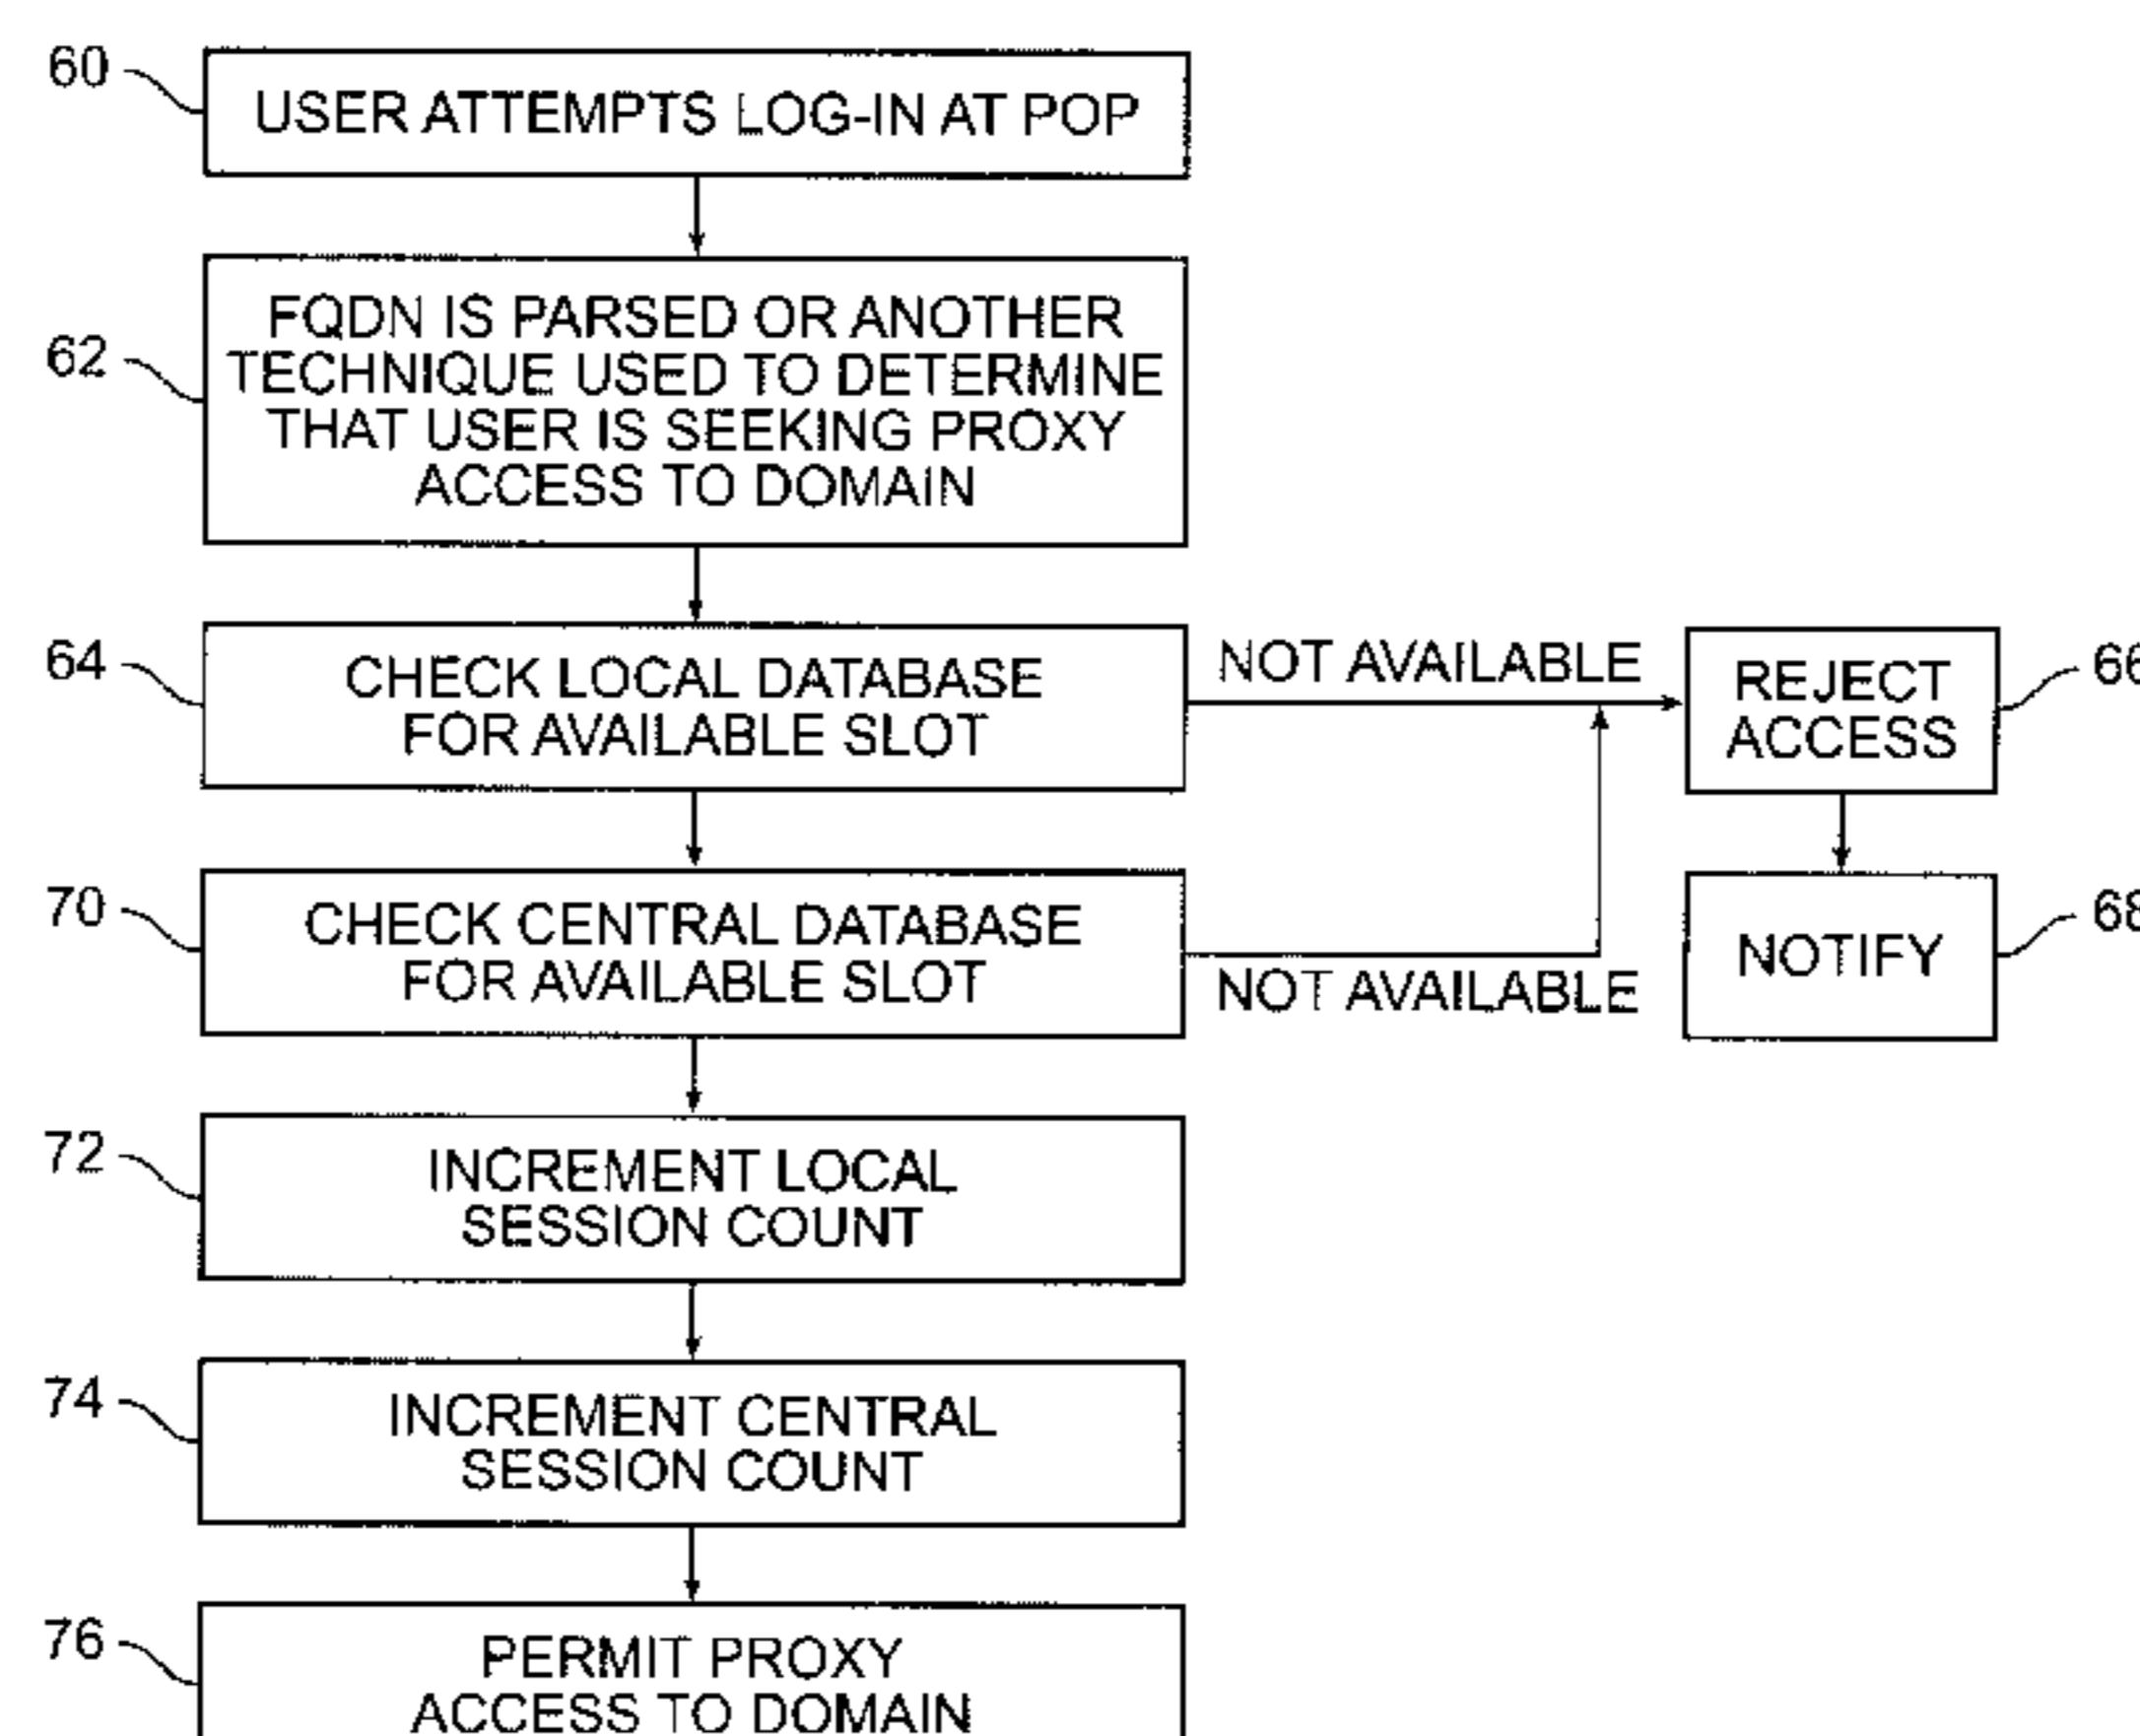 60
USER ATTEMPTS LOG-IN AT POP
62
FQDN IS PARSED OR ANOTHER
TECHNIQUE USED TO DETERMINE
THAT USER IS SEEKING PROXY
ACCESS TO DOMAIN
64
CHECK LOCAL DATABASE
FOR AVAILABLE SLOT
NOT AVAILABLE
REJECT
ACCESS
66
70
CHECK CENTRAL DATABASE
FOR AVAILABLE SLOT
NOT AVAILABLE
NOTIFY
68
72
INCREMENT LOCAL
SESSION COUNT
74
INCREMENT CENTRAL
SESSION COUNT
76
PERMIT PROXY
ACCESS TO DOMAIN